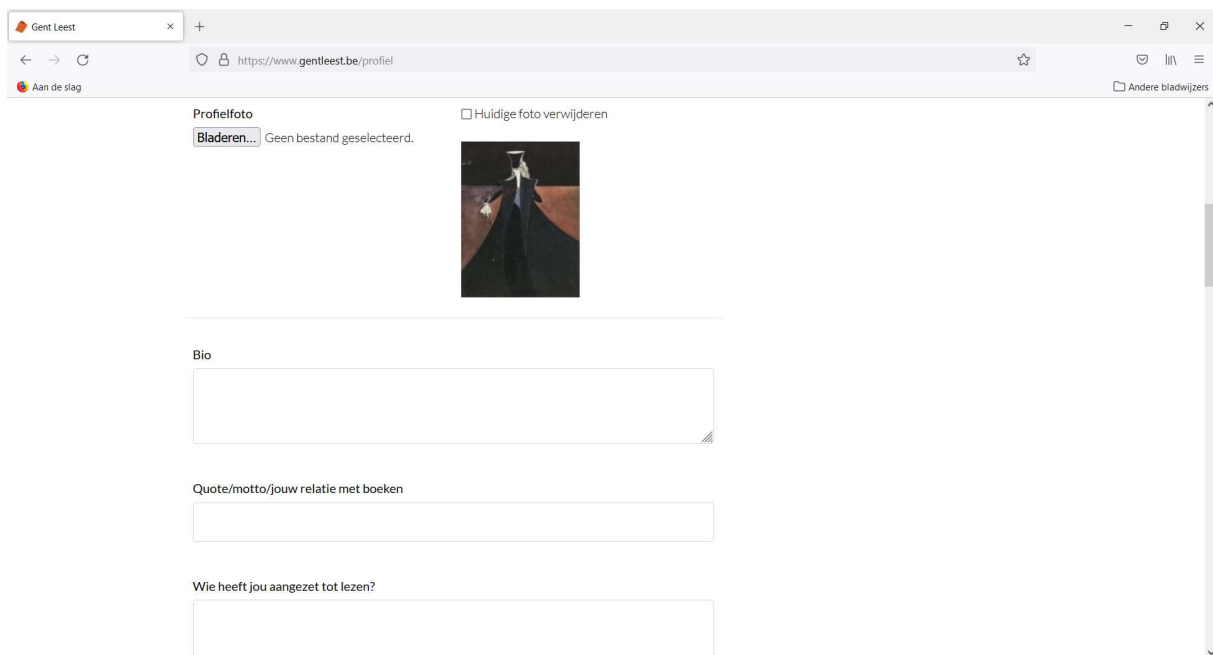 Gent Leest
https://www.gentleest.be/profiel
Aan de slag
Andere bladwijzers
Profielfoto
Huidige foto verwijderen
Bladeren... Geen bestand geselecteerd.
Bio
Quote/motto/jouw relatie met boeken
Wie heeft jou aangezet tot lezen?